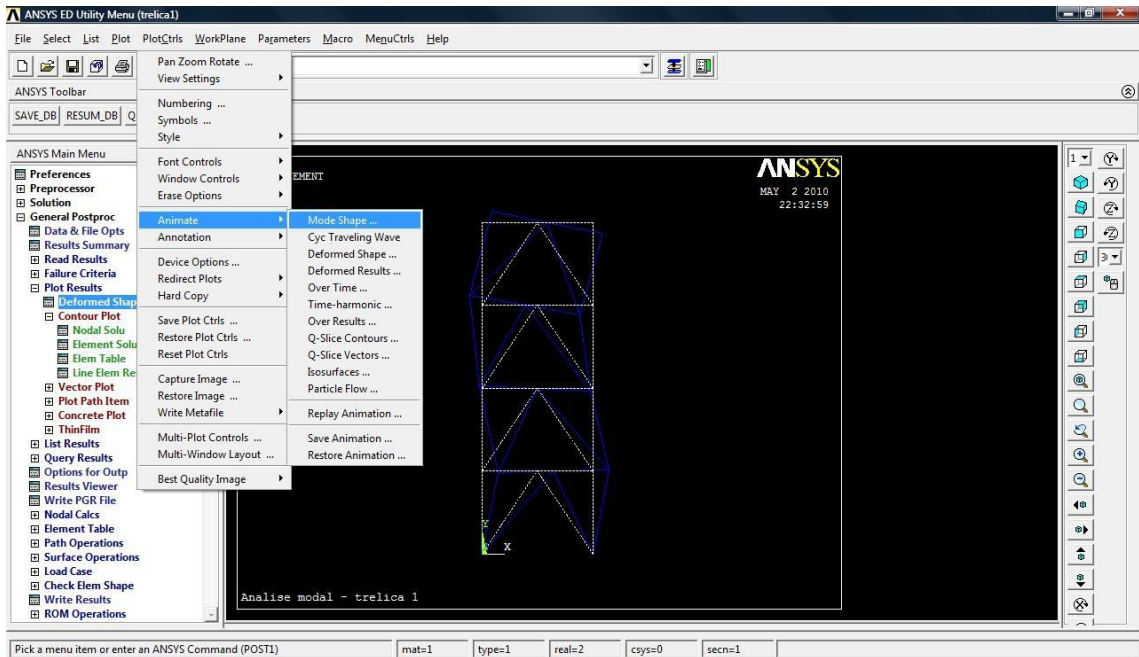 ANSYS ED Utility Menu (trelica1)
File Select List Plot PlotCtrls WorkPlane Parameters Macro MenuCtrls Help
ANSYS Toolbar
SAVE_DB RESUM_DB Q
Pan Zoom Rotate ...
View Settings
Numbering ...
Symbols ...
Style
Font Controls
Window Controls
Erase Options
Animate
Annotation
Device Options ...
Redirect Plots
Hard Copy
Save Plot Ctrls ...
Restore Plot Ctrls ...
Reset Plot Ctrls
Capture Image ...
Restore Image ...
Write Metafile
Multi-Plot Controls ...
Multi-Window Layout ...
Best Quality Image
Mode Shape ...
Cyc Traveling Wave
Deformed Shape ...
Deformed Results ...
Over Time ...
Time-harmonic ...
Over Results ...
Q-Slice Contours ...
Q-Slice Vectors ...
Isosurfaces ...
Particle Flow ...
Replay Animation ...
Save Animation ...
Restore Animation ...
ANSYS Main Menu
Preferences
Preprocessor
Solution
General Postproc
Data & File Opts
Results Summary
Read Results
Failure Criteria
Plot Results
Deformed Shap
Contour Plot
Nodal Solu
Element Solu
Elem Table
Line Elem Re
Vector Plot
Plot Path Item
Concrete Plot
ThinFilm
List Results
Query Results
Options for Outp
Results Viewer
Write PGR File
Nodal Calcs
Element Table
Path Operations
Surface Operations
Load Case
Check Elem Shape
Write Results
ROM Operations
EMENT
ANSYS
MAY 2 2010
22:32:59
Y
X
Analise modal - trelica 1
1
Pick a menu item or enter an ANSYS Command (POST1)
mat=1
type=1
real=2
csys=0
secn=1